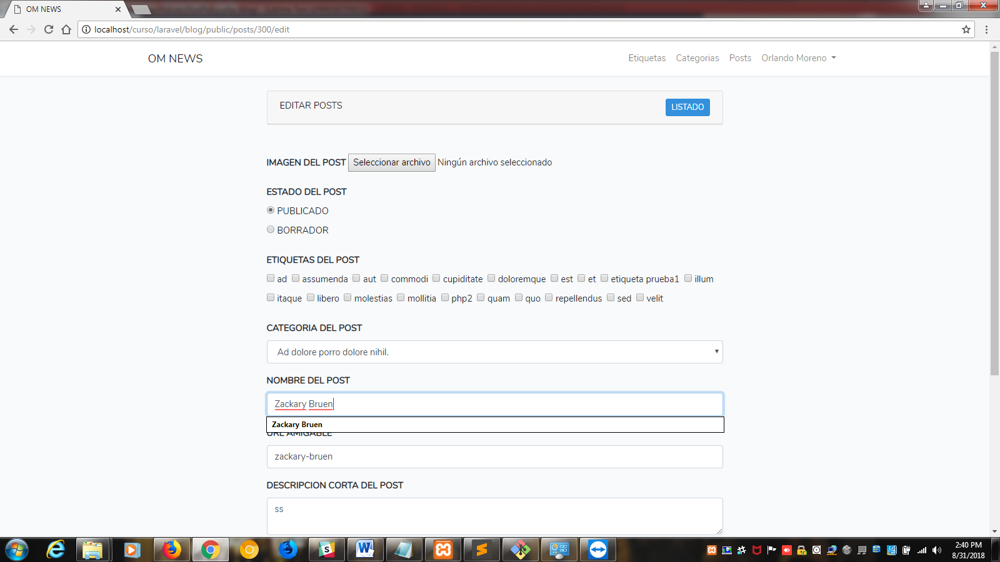 OM NEWS
localhost/curso/laravel/blog/public/posts/300/edit
OM NEWS
Etiquetas Categorias Posts Orlando Moreno
EDITAR POSTS
LISTADO
IMAGEN DEL POST Seleccionar archivo Ningún archivo seleccionado
ESTADO DEL POST
PUBLICADO
BORRADOR
ETIQUETAS DEL POST
ad assumenda aut commodi cupiditate doloremque est et etiqueta prueba1 illum
itaque libero molestias mollitia php2 quam quo repellendus sed velit
CATEGORIA DEL POST
Ad dolore porro dolore nihil.
NOMBRE DEL POST
Zackary Bruen
Zackary Bruen
URL AMIGABLE
zackary-bruen
DESCRIPCION CORTA DEL POST
ss
2:40 PM
8/31/2018